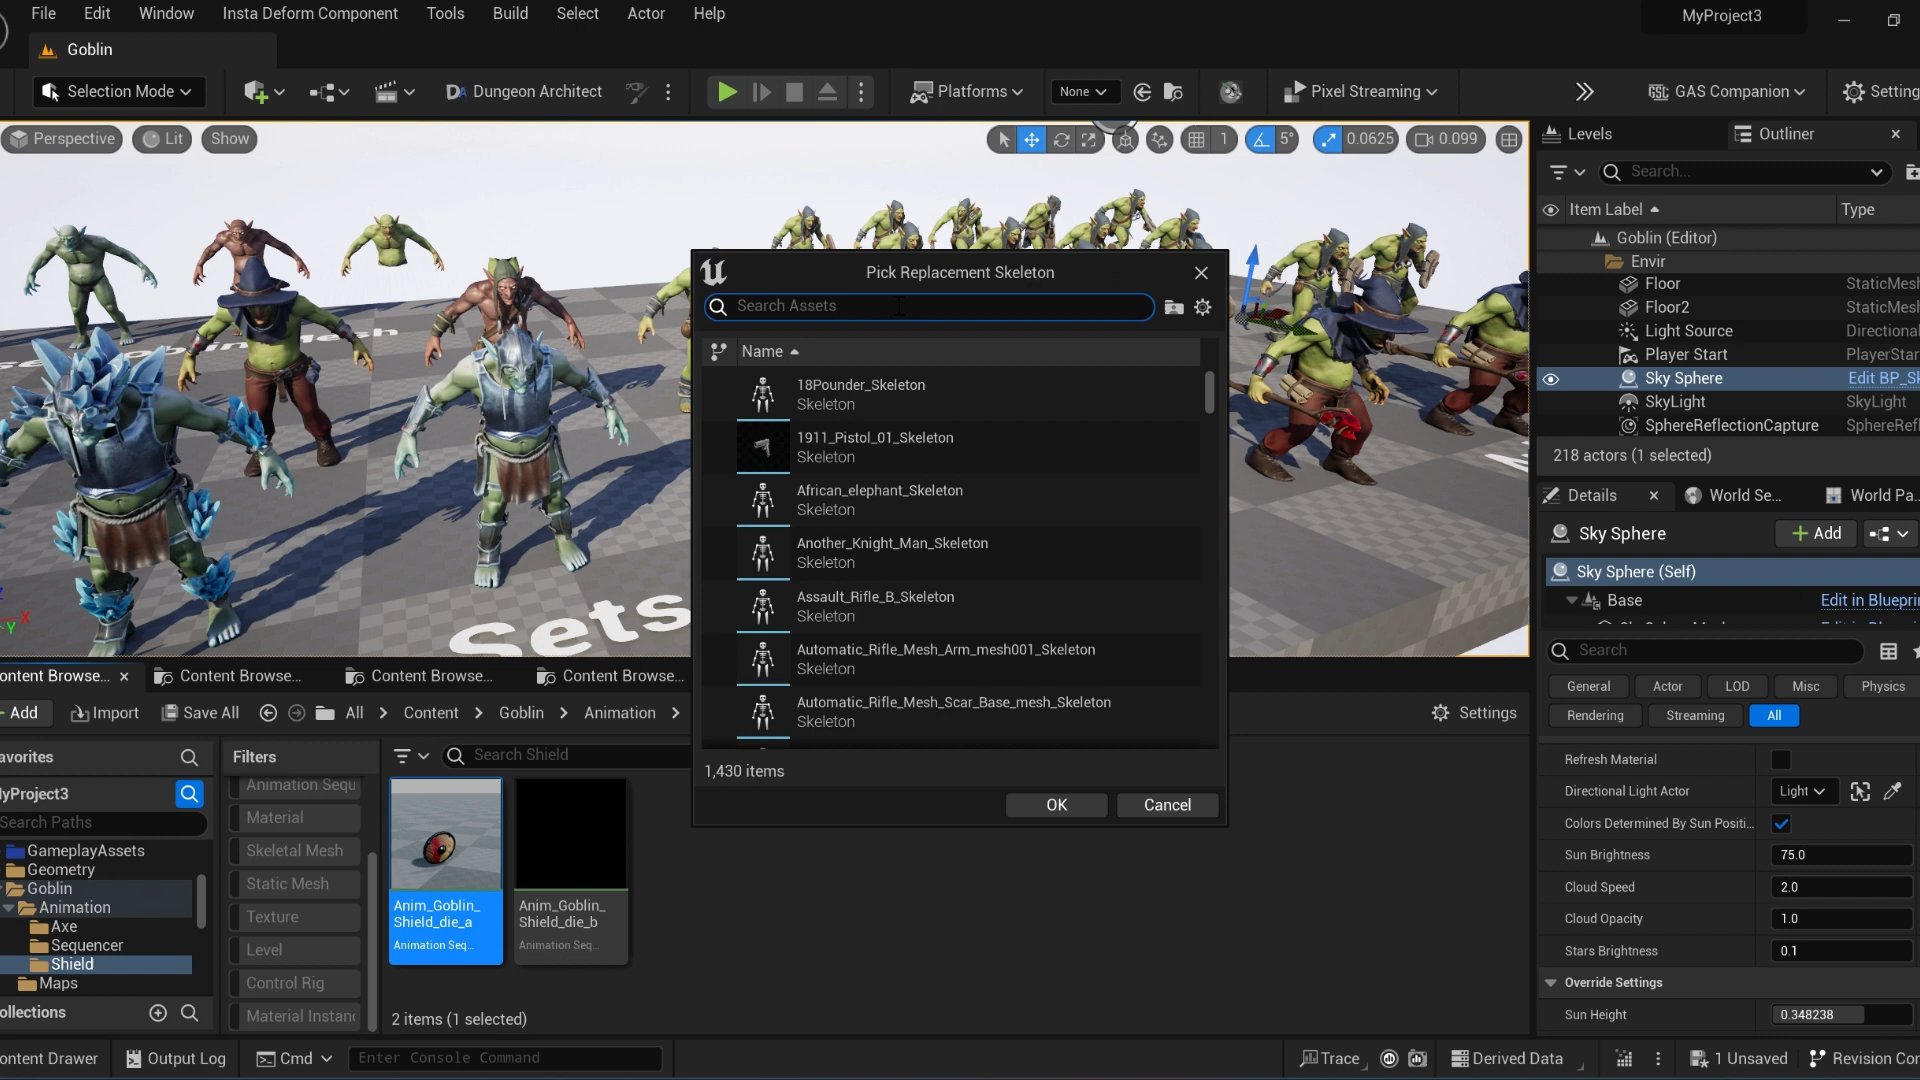 File Edit Window Insta Deform Component Tools Build Select Actor Help
MyProject3
Goblin
Selection Mode
DA Dungeon Architect
Platforms
None
Pixel Streaming
GSC GAS Companion
Setting
Perspective
Lit
Show
1
5°
0.0625
0.099
Levels
Outliner
Search...
Item Label
Type
Goblin (Editor)
Envir
Floor StaticMesh
Floor2 StaticMesh
Light Source Directional
Player Start PlayerStar
Sky Sphere Edit BP_Sk
SkyLight SkyLight
SphereReflectionCapture SphereRefl
218 actors (1 selected)
Details
World Se...
World Pa...
Sky Sphere
Add
Sky Sphere (Self)
Base Edit in Blueprin
Search
General
Actor
LOD
Misc
Physics
Rendering
Streaming
All
Refresh Material
Directional Light Actor Light
Colors Determined By Sun Positi...
Sun Brightness 75.0
Cloud Speed 2.0
Cloud Opacity 1.0
Stars Brightness 0.1
Override Settings
Sun Height 0.348238
Mesh
Sets
Pick Replacement Skeleton
Search Assets
Name
18Pounder_Skeleton
Skeleton
1911_Pistol_01_Skeleton
Skeleton
African_elephant_Skeleton
Skeleton
Another_Knight_Man_Skeleton
Skeleton
Assault_Rifle_B_Skeleton
Skeleton
Automatic_Rifle_Mesh_Arm_mesh001_Skeleton
Skeleton
Automatic_Rifle_Mesh_Scar_Base_mesh_Skeleton
Skeleton
1,430 items
OK
Cancel
ontent Browse...
Content Browse...
Content Browse...
Content Browse...
Add
Import
Save All
All > Content > Goblin > Animation >
Settings
avorites
MyProject3
Search Paths
GameplayAssets
Geometry
Goblin
Animation
Axe
Sequencer
Shield
Maps
ollections
Filters
Animation Sequ
Material
Skeletal Mesh
Static Mesh
Texture
Level
Control Rig
Material Instanc
Search Shield
Anim_Goblin_
Shield_die_a
Animation Seq...
Anim_Goblin_
Shield_die_b
Animation Seq...
2 items (1 selected)
ontent Drawer
Output Log
Cmd
Enter Console Command
Trace
Derived Data
1 Unsaved
Revision Con